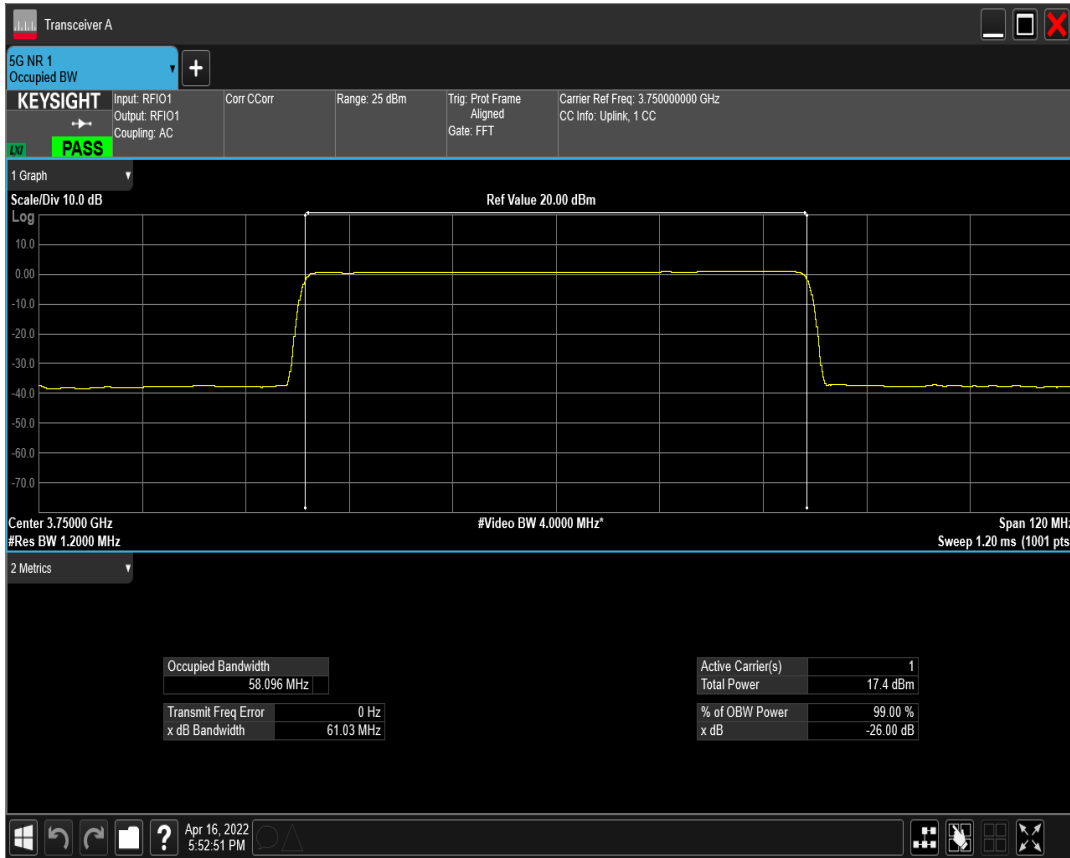 Transceiver A
5G NR 1
Occupied BW
+
KEYSIGHT
LXI
PASS
Input: RFIO1
Output: RFIO1
Coupling: AC
Corr CCorr
Range: 25 dBm
Trig: Prot Frame
Aligned
Gate: FFT
Carrier Ref Freq: 3.750000000 GHz
CC Info: Uplink, 1 CC
1 Graph
Scale/Div 10.0 dB
Ref Value 20.00 dBm
Log
10.0
0.00
-10.0
-20.0
-30.0
-40.0
-50.0
-60.0
-70.0
Center 3.75000 GHz
#Video BW 4.0000 MHz*
Span 120 MHz
#Res BW 1.2000 MHz
Sweep 1.20 ms (1001 pts
2 Metrics
Occupied Bandwidth
58.096 MHz
Transmit Freq Error 0 Hz
x dB Bandwidth 61.03 MHz
Active Carrier(s) 1
Total Power 17.4 dBm
% of OBW Power 99.00 %
x dB -26.00 dB
?
Apr 16, 2022
5:52:51 PM